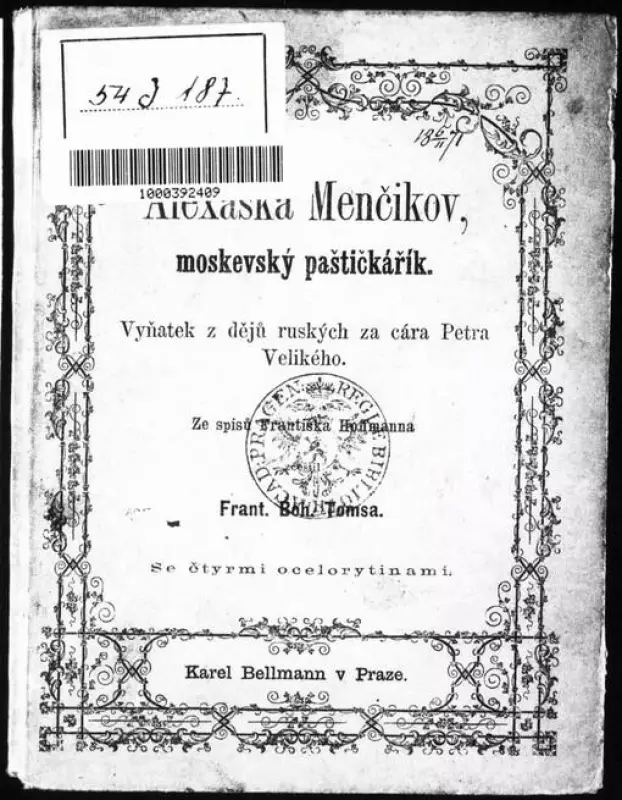 54 J 187.
1000392409
Alexaška Menčikov,
moskevský paštičkářík.
Vyňatek z dějů ruských za cára Petra
Velikého.
Ze spisů Františka Hoffmanna
Frant. Boh. Tomsa.
Se čtyrmi ocelorytinami.
Karel Bellmann v Praze.